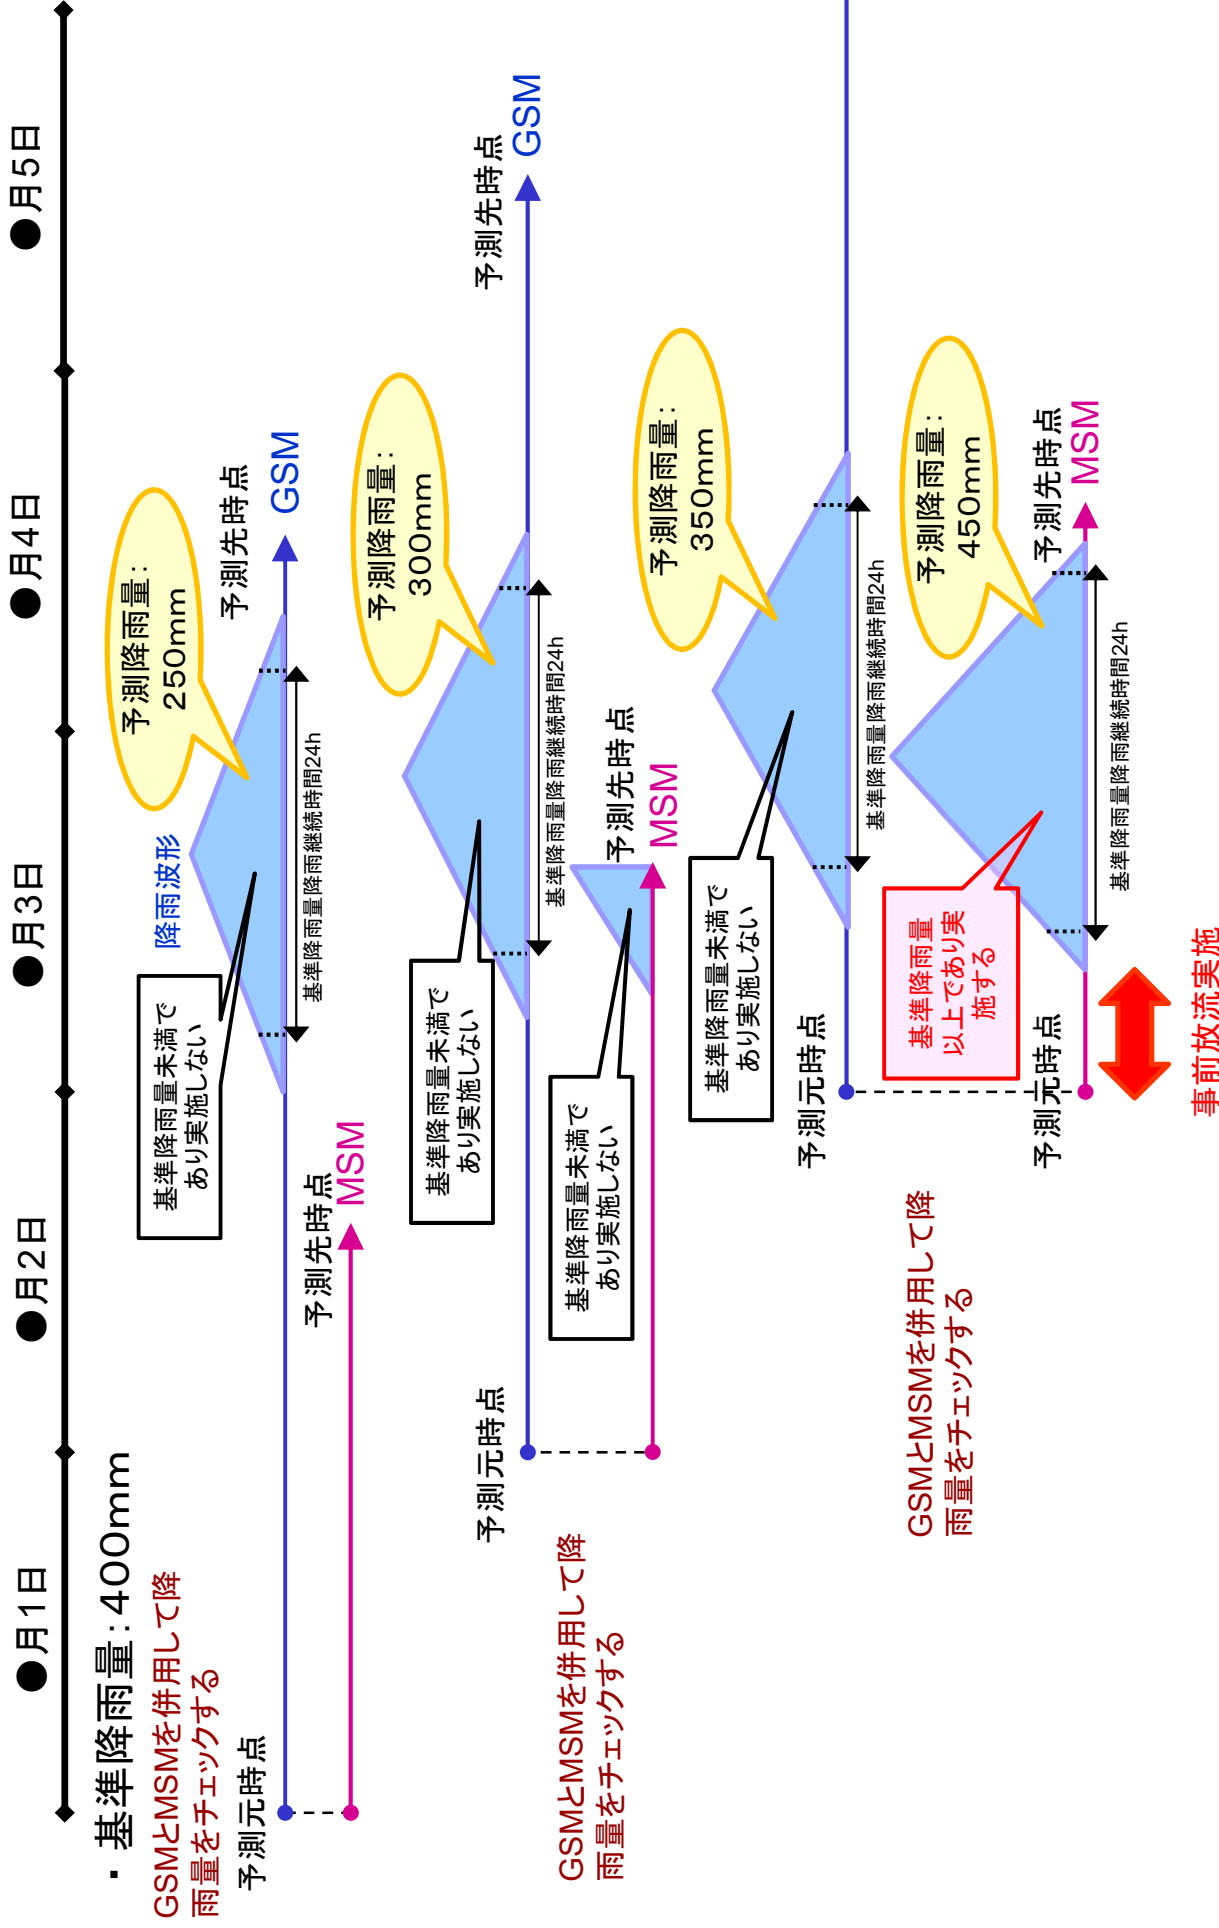 ●月1日
●月2日
●月3日
●月4日
●月5日
・基準降雨量:400mm
GSMとMSMを併用して降
雨量をチェックする
予測元時点
基準降雨量未満で
あり実施しない
降雨波形
予測降雨量:
250mm
予測先時点
GSM
基準降雨量降雨継続時間24h
予測先時点
MSM
GSMとMSMを併用して降
雨量をチェックする
予測元時点
基準降雨量未満で
あり実施しない
予測降雨量:
300mm
予測先時点
GSM
基準降雨量降雨継続時間24h
基準降雨量未満で
あり実施しない
予測先時点
MSM
GSMとMSMを併用して降
雨量をチェックする
予測元時点
基準降雨量未満で
あり実施しない
予測降雨量:
350mm
基準降雨量降雨継続時間24h
予測元時点
基準降雨量
以上であり実
施する
予測降雨量:
450mm
予測先時点
MSM
基準降雨量降雨継続時間24h
事前放流実施